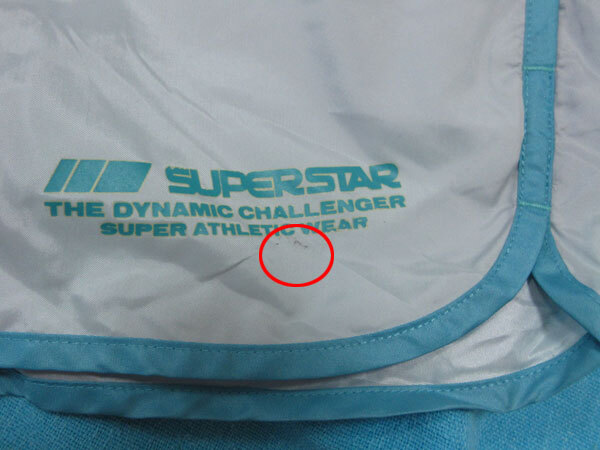 SUPERSTAR
THE DYNAMIC CHALLENGER
SUPER ATHLETIC WEAR